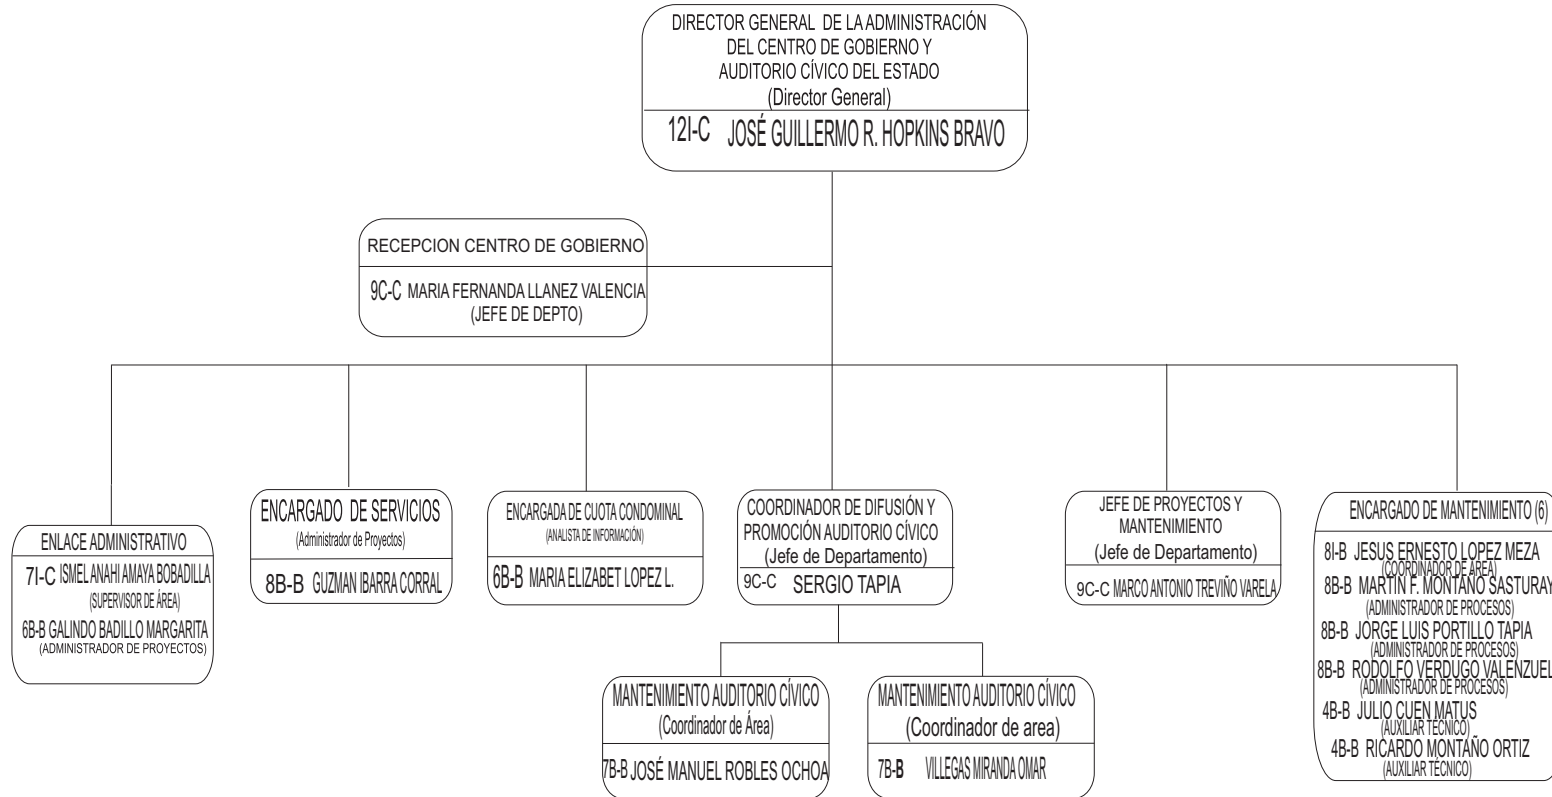 DIRECTOR GENERAL DE LA ADMINISTRACIÓN
DEL CENTRO DE GOBIERNO Y
AUDITORIO CÍVICO DEL ESTADO
(Director General)
12I-C JOSÉ GUILLERMO R. HOPKINS BRAVO
RECEPCION CENTRO DE GOBIERNO
9C-C MARIA FERNANDA LLANEZ VALENCIA
(JEFE DE DEPTO)
ENLACE ADMINISTRATIVO
7I-C ISMEL ANAHI AMAYA BOBADILLA
(SUPERVISOR DE ÁREA)
6B-B GALINDO BADILLO MARGARITA
(ADMINISTRADOR DE PROYECTOS)
ENCARGADO DE SERVICIOS
(Administrador de Proyectos)
8B-B GUZMAN IBARRA CORRAL
ENCARGADA DE CUOTA CONDOMINAL
(ANALISTA DE INFORMACIÓN)
6B-B MARIA ELIZABET LOPEZ L.
COORDINADOR DE DIFUSIÓN Y
PROMOCIÓN AUDITORIO CÍVICO
(Jefe de Departamento)
9C-C SERGIO TAPIA
JEFE DE PROYECTOS Y
MANTENIMIENTO
(Jefe de Departamento)
9C-C MARCO ANTONIO TREVIÑO VARELA
ENCARGADO DE MANTENIMIENTO (6)
8I-B JESUS ERNESTO LOPEZ MEZA
(COORDINADOR DE AREA)
8B-B MARTIN F. MONTAÑO SASTURAY
(ADMINISTRADOR DE PROCESOS)
8B-B JORGE LUIS PORTILLO TAPIA
(ADMINISTRADOR DE PROCESOS)
8B-B RODOLFO VERDUGO VALENZUEL
(ADMINISTRADOR DE PROCESOS)
4B-B JULIO CUEN MATUS
(AUXILIAR TÉCNICO)
4B-B RICARDO MONTAÑO ORTIZ
(AUXILIAR TÉCNICO)
MANTENIMIENTO AUDITORIO CÍVICO
(Coordinador de Área)
7B-B JOSÉ MANUEL ROBLES OCHOA
MANTENIMIENTO AUDITORIO CÍVICO
(Coordinador de area)
7B-B VILLEGAS MIRANDA OMAR